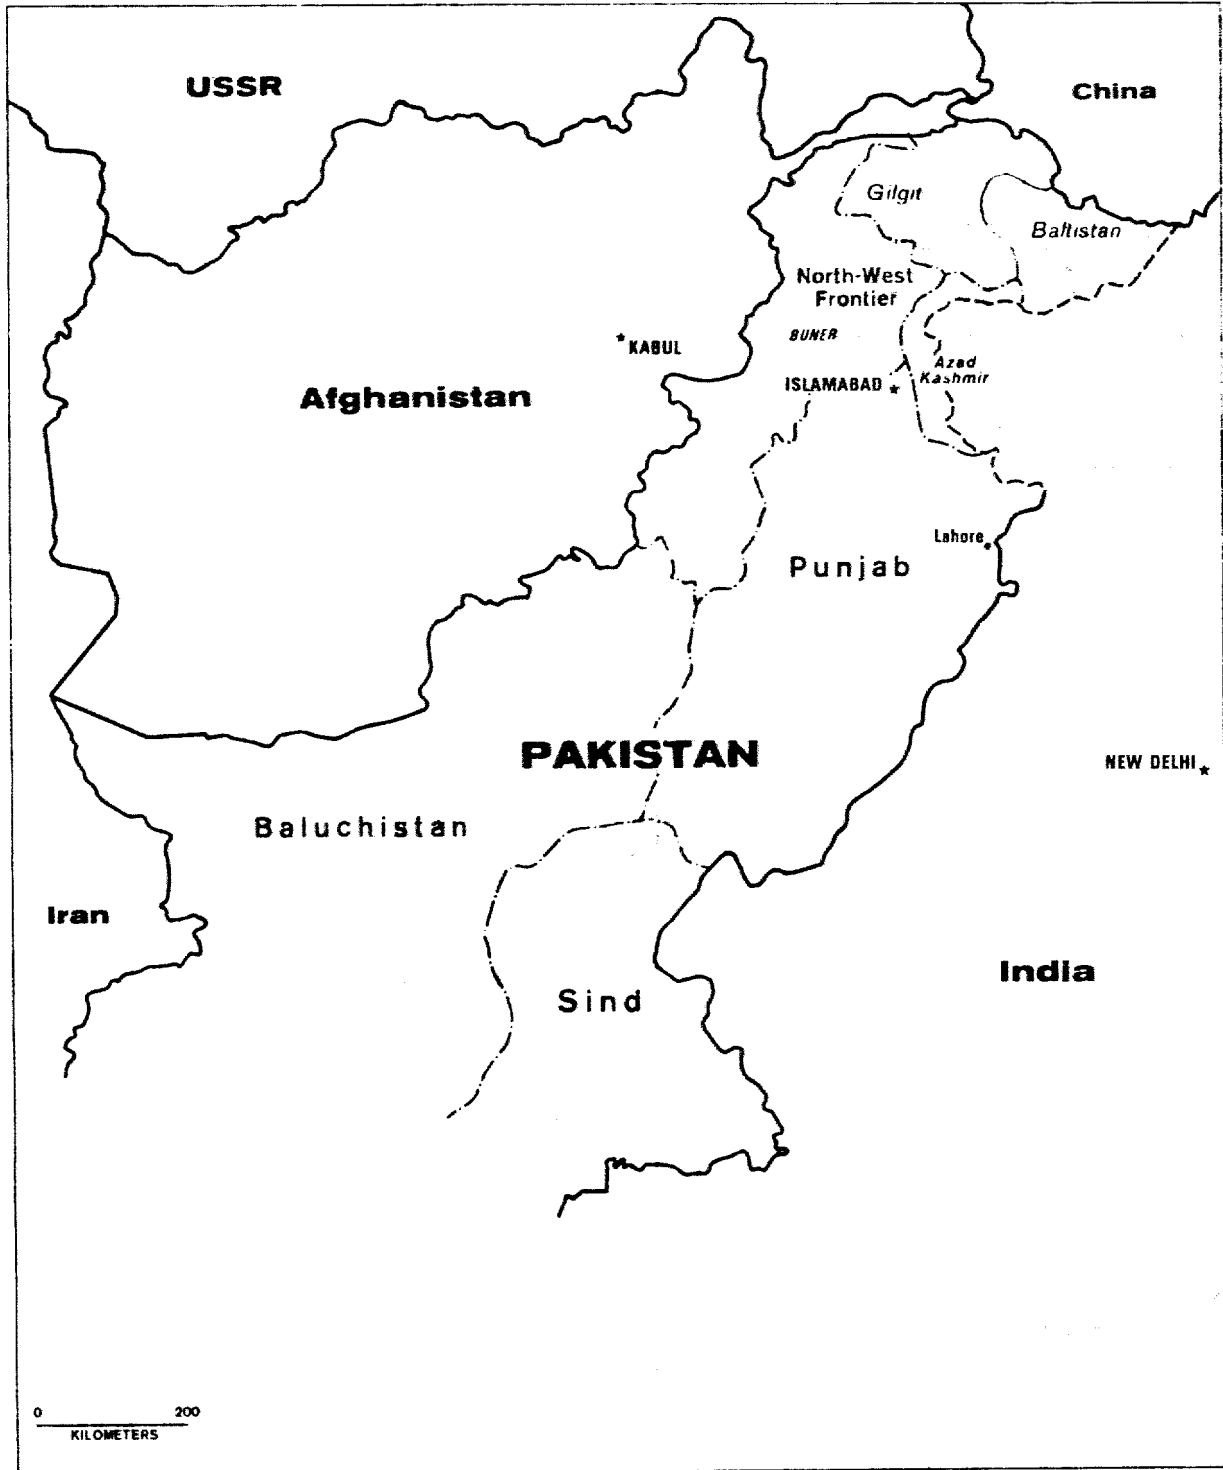 USSR
China
Gilgit
Baltistan
North-West
Frontier
BUNER
KABUL
Azad
Kashmir
ISLAMABAD
Afghanistan
Lahore
Punjab
PAKISTAN
NEW DELHI
Baluchistan
Iran
India
Sind
0 200
KILOMETERS